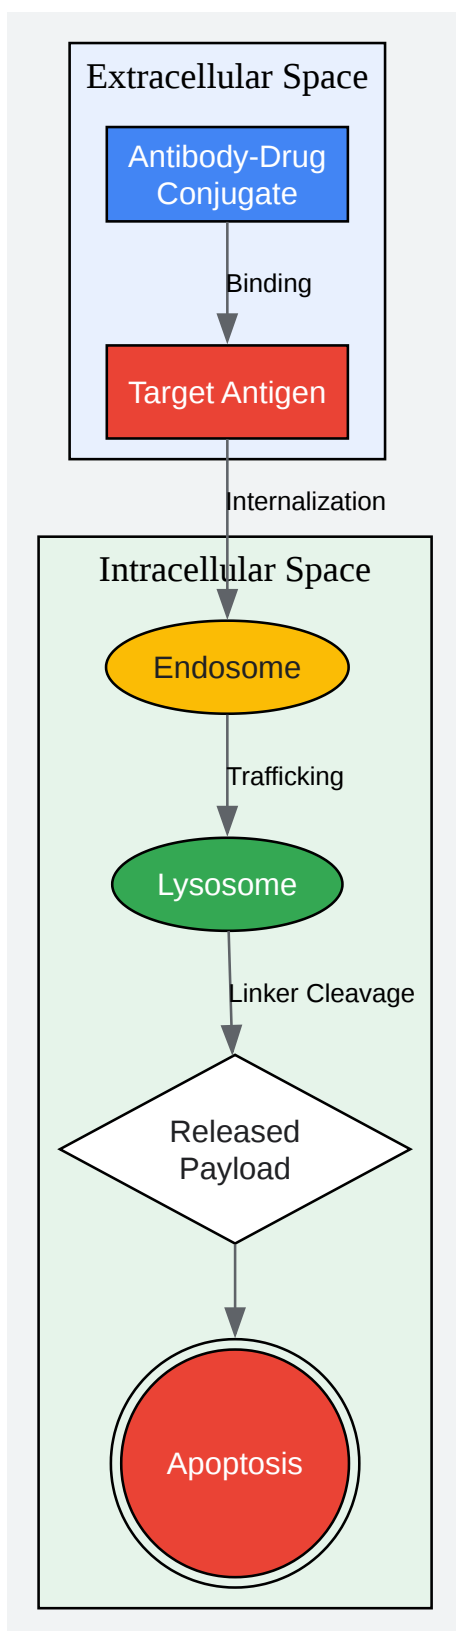 Extracellular Space
Antibody-Drug
Conjugate
Binding
Target Antigen
Internalization
Intracellular Space
Endosome
Trafficking
Lysosome
Linker Cleavage
Released
Payload
Apoptosis